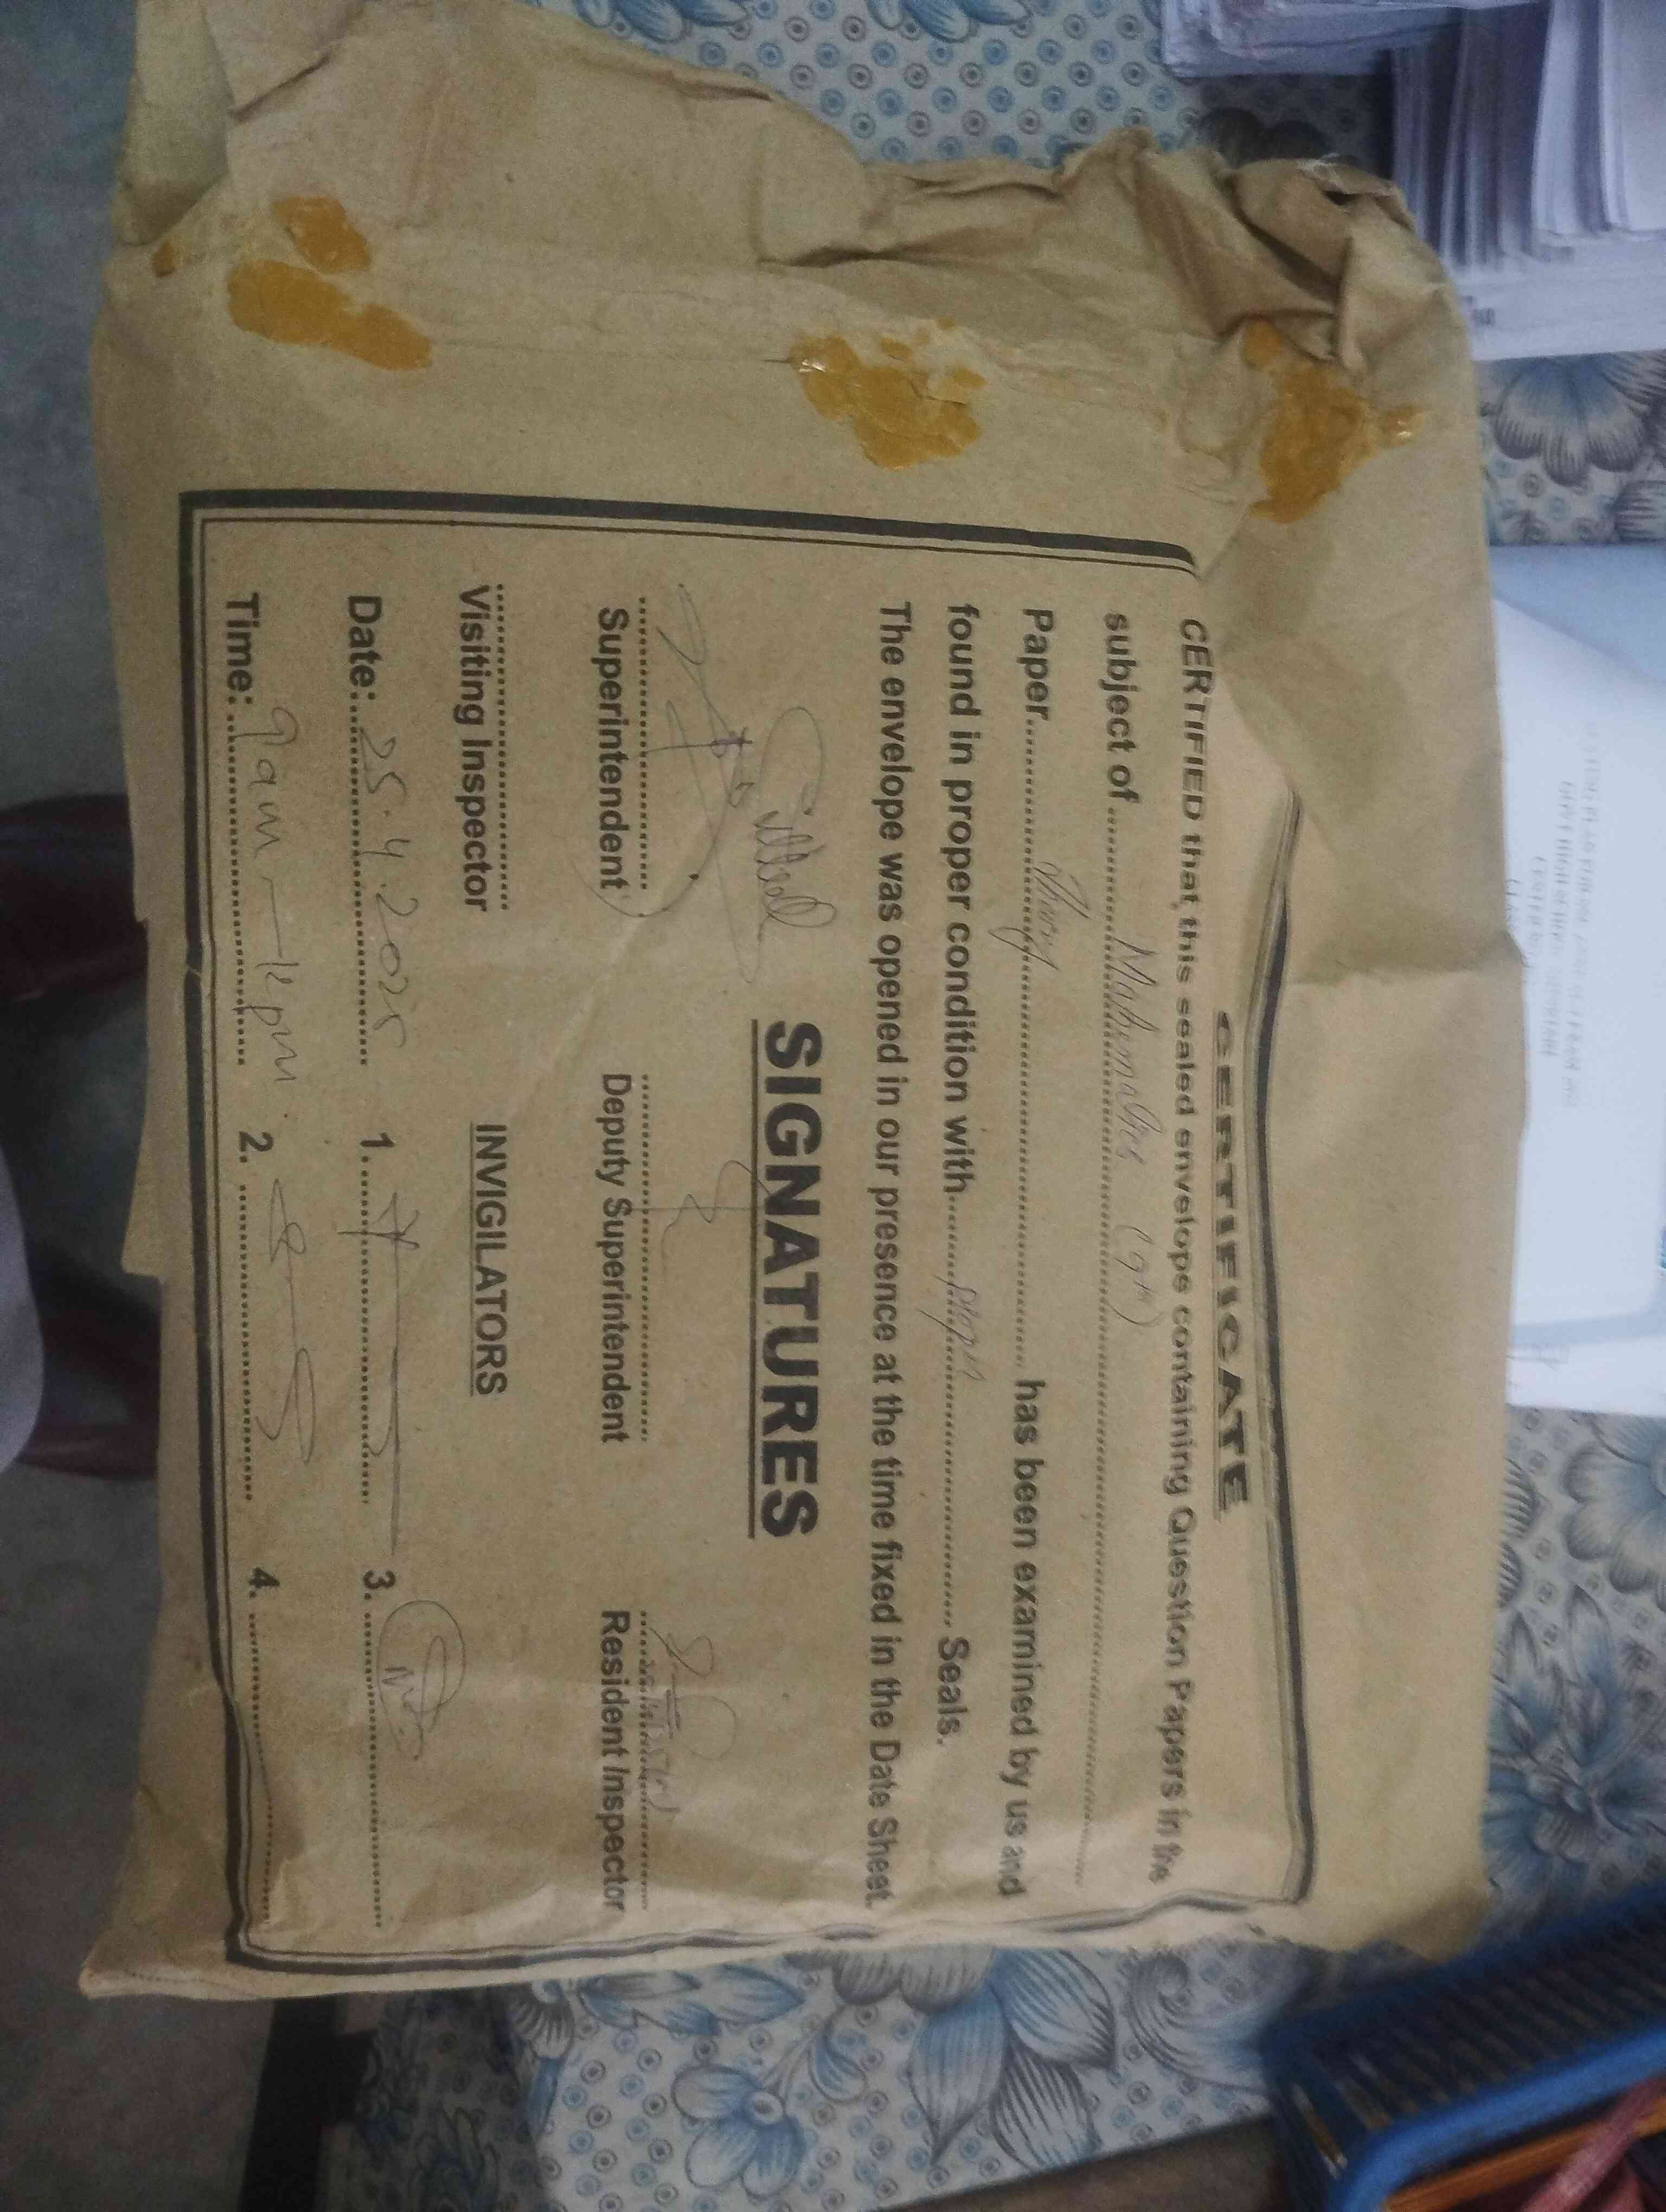 CERTIFICATE
CERTIFIED that this sealed envelope containing Question Papers in the
subject of Mathematics (9th)
Paper Theory has been examined by us and
found in proper condition with proper Seals.
The envelope was opened in our presence at the time fixed in the Date Sheet.
SIGNATURES
Superintendent Deputy Superintendent Resident Inspector
Visiting Inspector INVIGILATORS
Date: 25.4.2025 1. 3.
Time: 9am — 12pm 2. 4.